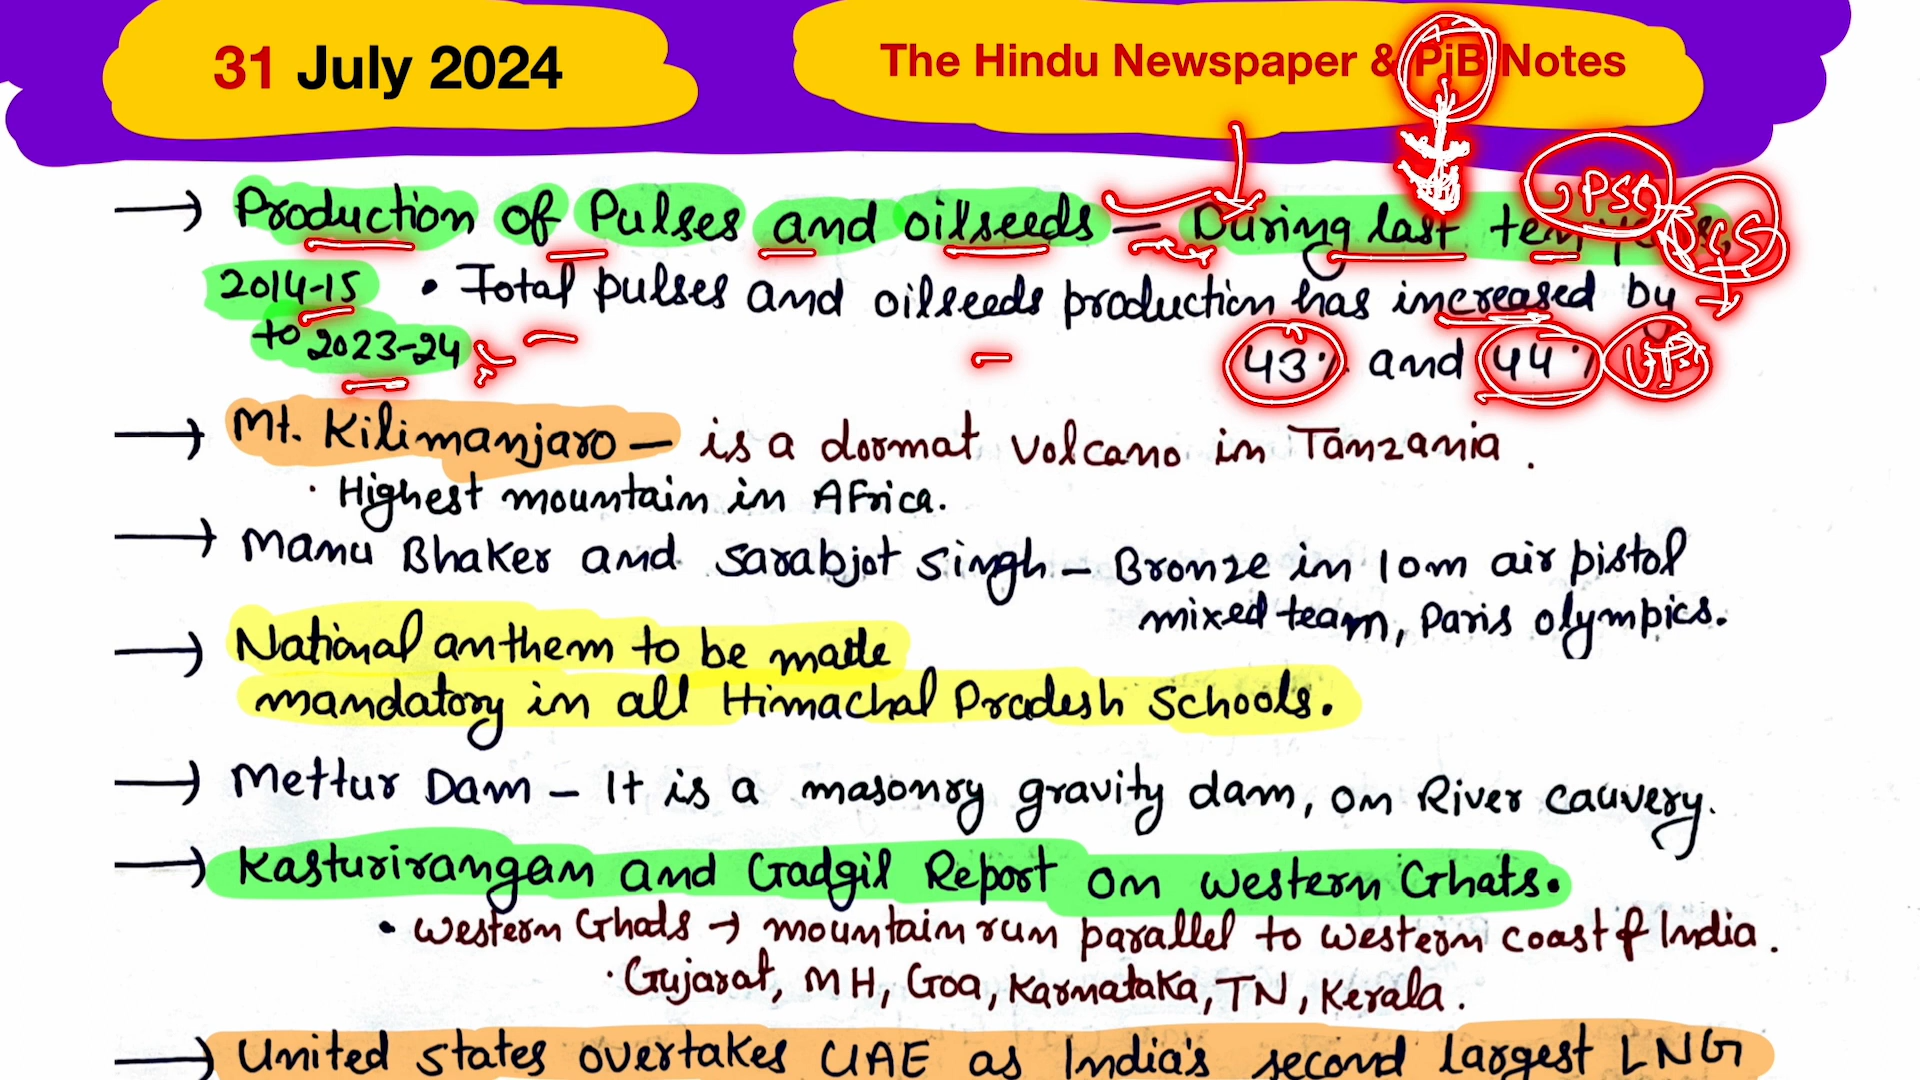 31 July 2024
The Hindu Newspaper & PiB Notes
→ Production of Pulses and oilseeds – During last ten years,
2014-15 • Total pulses and oilseeds production has increased by
to 2023-24
43% and 44%
PSC
UPSC
→ Mt. Kilimanjaro – is a dormat volcano in Tanzania.
· Highest mountain in Africa.
→ Manu Bhaker and Sarabjot Singh – Bronze in 10m air pistol
mixed team, Paris olympics.
→ National anthem to be made
mandatory in all Himachal Pradesh Schools.
→ Mettur Dam – It is a masonry gravity dam, on River cauvery.
→ Kasturirangan and Gadgil Report on western Ghats.
• western Ghats → mountain run parallel to western coast of India.
· Gujarat, MH, Goa, Karnataka, TN, Kerala.
→ United states overtakes UAE as India's second largest LNG